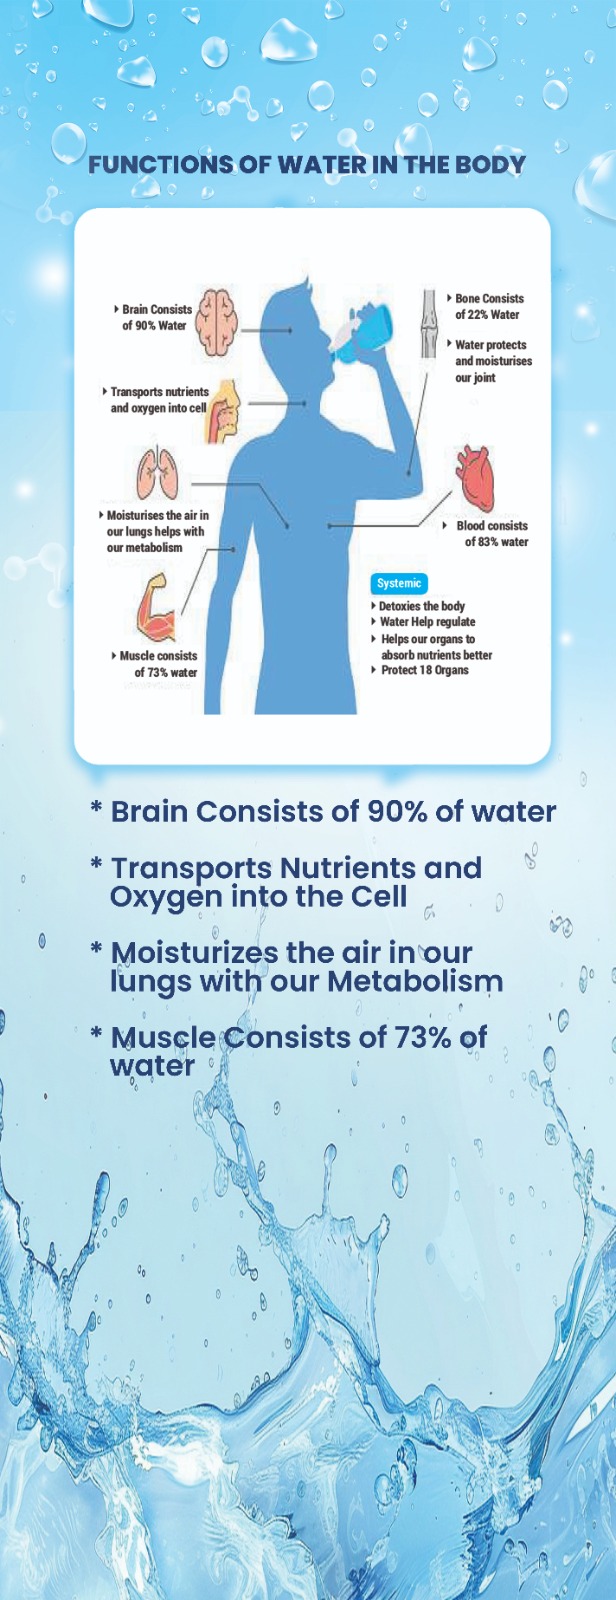 FUNCTIONS OF WATER IN THE BODY
Brain Consists
of 90% Water
Transports nutrients
and oxygen into cell
Moisturises the air in
our lungs helps with
our metabolism
Muscle consists
of 73% water
Bone Consists
of 22% Water
Water protects
and moisturises
our joint
Blood consists
of 83% water
Systemic
Detoxies the body
Water Help regulate
Helps our organs to
absorb nutrients better
Protect 18 Organs
* Brain Consists of 90% of water
* Transports Nutrients and
Oxygen into the Cell
* Moisturizes the air in our
lungs with our Metabolism
* Muscle Consists of 73% of
water